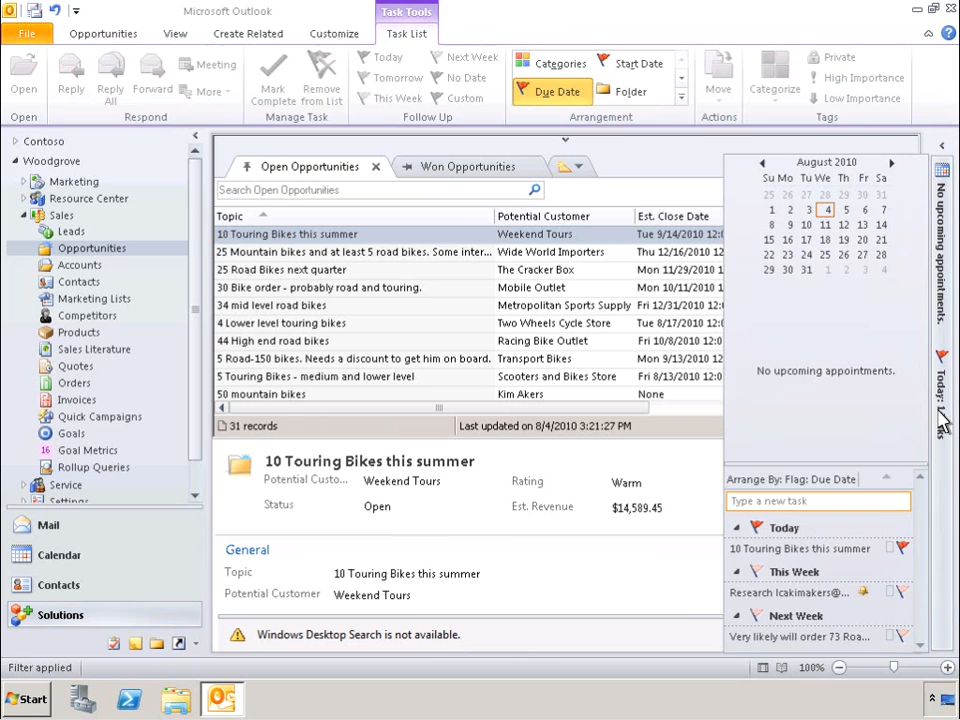 Microsoft Outlook
Task Tools
File
Opportunities
View
Create Related
Customize
Task List
Open
Reply
Reply All
Forward
Meeting
More
Mark Complete
Remove from List
Today
Tomorrow
This Week
Next Week
No Date
Custom
Categories
Start Date
Due Date
Folder
Move
Categorize
Private
High Importance
Low Importance
Open
Respond
Manage Task
Follow Up
Arrangement
Actions
Tags
Contoso
Woodgrove
Marketing
Resource Center
Sales
Leads
Opportunities
Accounts
Contacts
Marketing Lists
Competitors
Products
Sales Literature
Quotes
Orders
Invoices
Quick Campaigns
Goals
16 Goal Metrics
Rollup Queries
Service
Settings
Mail
Calendar
Contacts
Solutions
Open Opportunities
Won Opportunities
Search Open Opportunities
Topic Potential Customer Est. Close Date
10 Touring Bikes this summer Weekend Tours Tue 9/14/2010 12:0
25 Mountain bikes and at least 5 road bikes. Some inter... Wide World Importers Thu 12/16/2010 12:
25 Road Bikes next quarter The Cracker Box Mon 11/29/2010 12:
30 Bike order - probably road and touring. Mobile Outlet Mon 10/11/2010 12:
34 mid level road bikes Metropolitan Sports Supply Fri 12/31/2010 12:0
4 Lower level touring bikes Two Wheels Cycle Store Tue 8/17/2010 12:0
44 High end road bikes Racing Bike Outlet Fri 10/8/2010 12:00
5 Road-150 bikes. Needs a discount to get him on board. Transport Bikes Mon 9/13/2010 12:0
5 Touring Bikes - medium and lower level Scooters and Bikes Store Fri 8/13/2010 12:00
50 mountain bikes Kim Akers None
31 records
Last updated on 8/4/2010 3:21:27 PM
10 Touring Bikes this summer
Potential Custo... Weekend Tours Rating Warm
Status Open Est. Revenue $14,589.45
General
Topic 10 Touring Bikes this summer
Potential Customer Weekend Tours
Windows Desktop Search is not available.
August 2010
Su Mo Tu We Th Fr Sa
25 26 27 28 29 30 31
1 2 3 4 5 6 7
8 9 10 11 12 13 14
15 16 17 18 19 20 21
22 23 24 25 26 27 28
29 30 31 1 2 3 4
No upcoming appointments.
Arrange By: Flag: Due Date
Type a new task
Today
10 Touring Bikes this summer
This Week
Research lcakimakers@...
Next Week
Very likely will order 73 Roa...
No upcoming appointments.
Today:
Filter applied
100%
Start